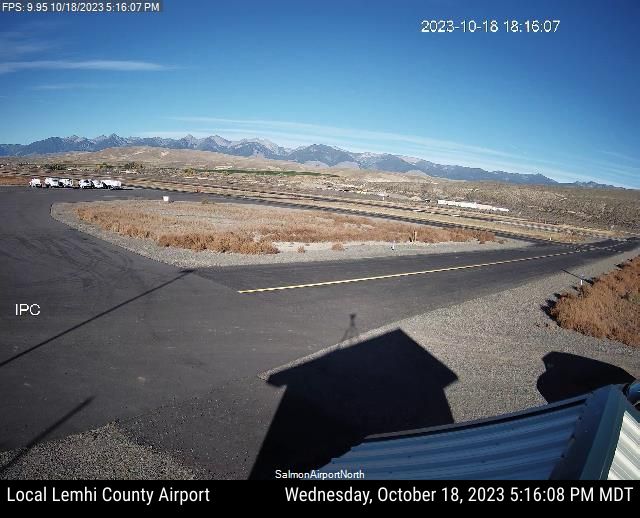 FPS: 9.95 10/18/2023 5:16:07 PM
2023-10-18 18:16:07
IPC
SalmonAirportNorth
Local Lemhi County Airport
Wednesday, October 18, 2023 5:16:08 PM MDT